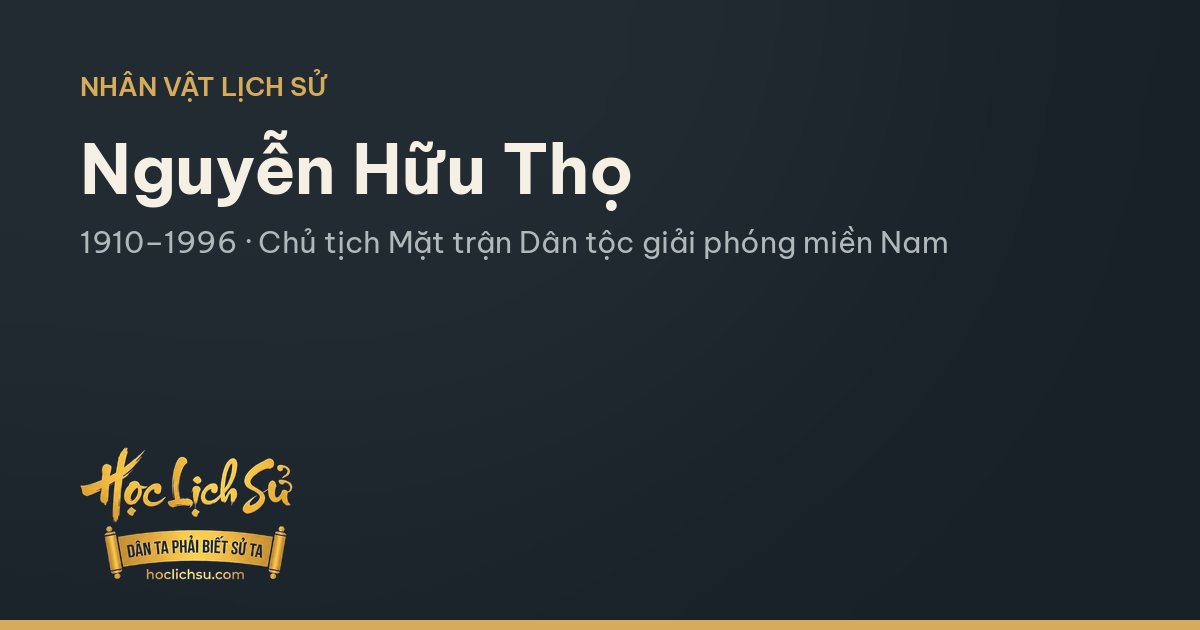 NHÂN VẬT LỊCH SỬ
Nguyễn Hữu Thọ
1910–1996 · Chủ tịch Mặt trận Dân tộc giải phóng miền Nam
Học Lịch Sử
DÂN TA PHẢI BIẾT SỬ TA
hoclichsu.com